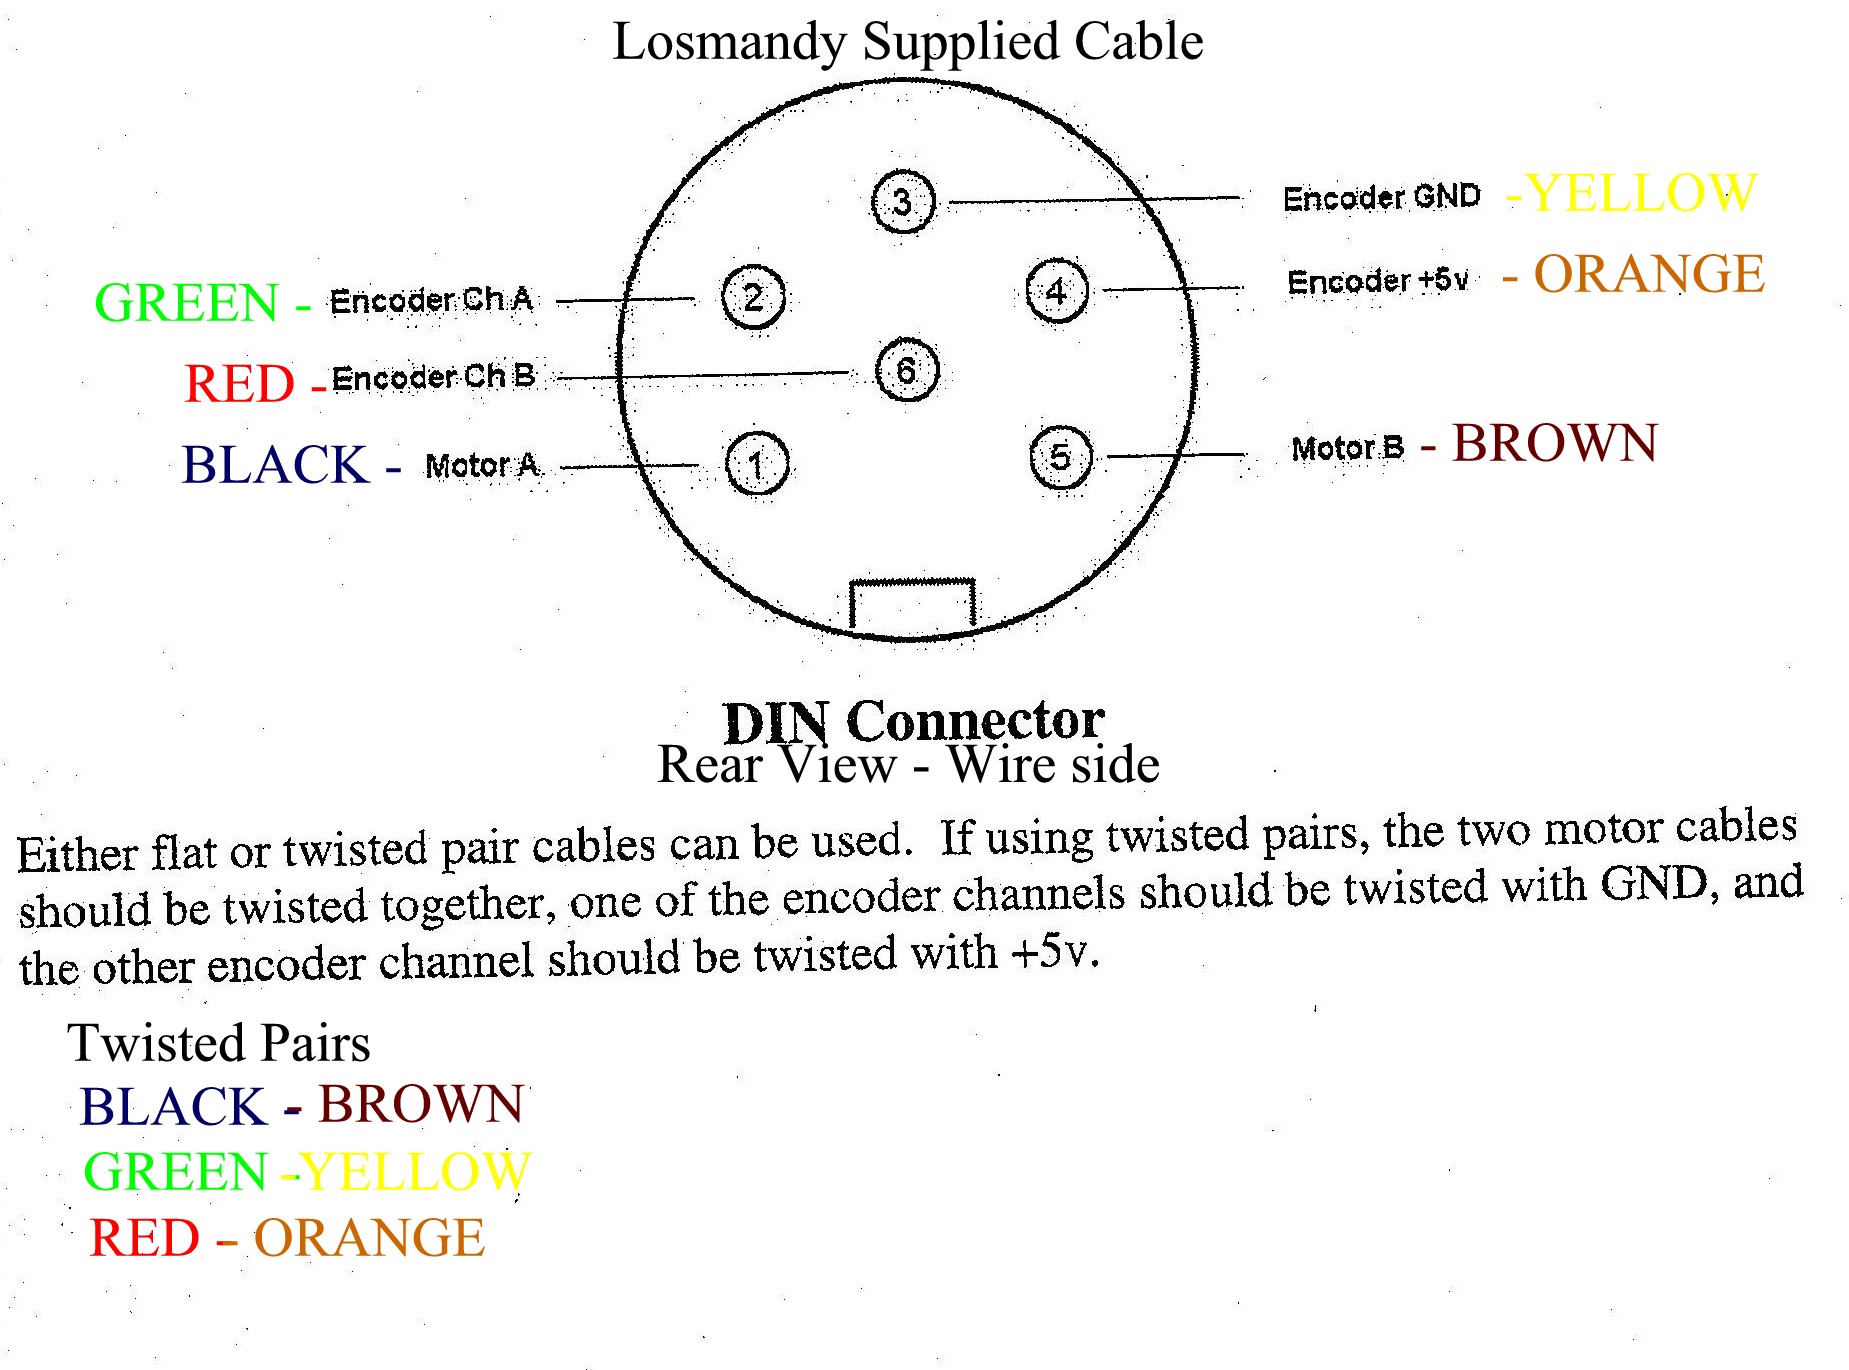 Losmandy Supplied Cable
3
Encoder GND -YELLOW
GREEN - Encoder Ch A
2
4
Encoder +5v - ORANGE
RED - Encoder Ch B
6
BLACK - Motor A
1
5
Motor B - BROWN
DIN Connector
Rear View - Wire side
Either flat or twisted pair cables can be used. If using twisted pairs, the two motor cables
should be twisted together, one of the encoder channels should be twisted with GND, and
the other encoder channel should be twisted with +5v.
Twisted Pairs
BLACK - BROWN
GREEN -YELLOW
RED - ORANGE